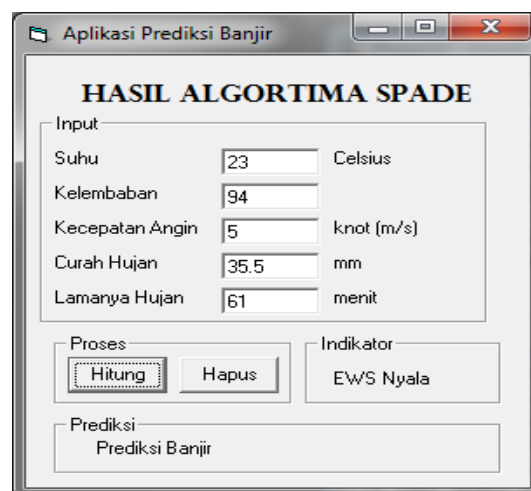 Aplikasi Prediksi Banjir
HASIL ALGORTIMA SPADE
Input
Suhu 23 Celsius
Kelembaban 94
Kecepatan Angin 5 knot (m/s)
Curah Hujan 35.5 mm
Lamanya Hujan 61 menit
Proses
Hitung Hapus
Indikator
EWS Nyala
Prediksi
Prediksi Banjir